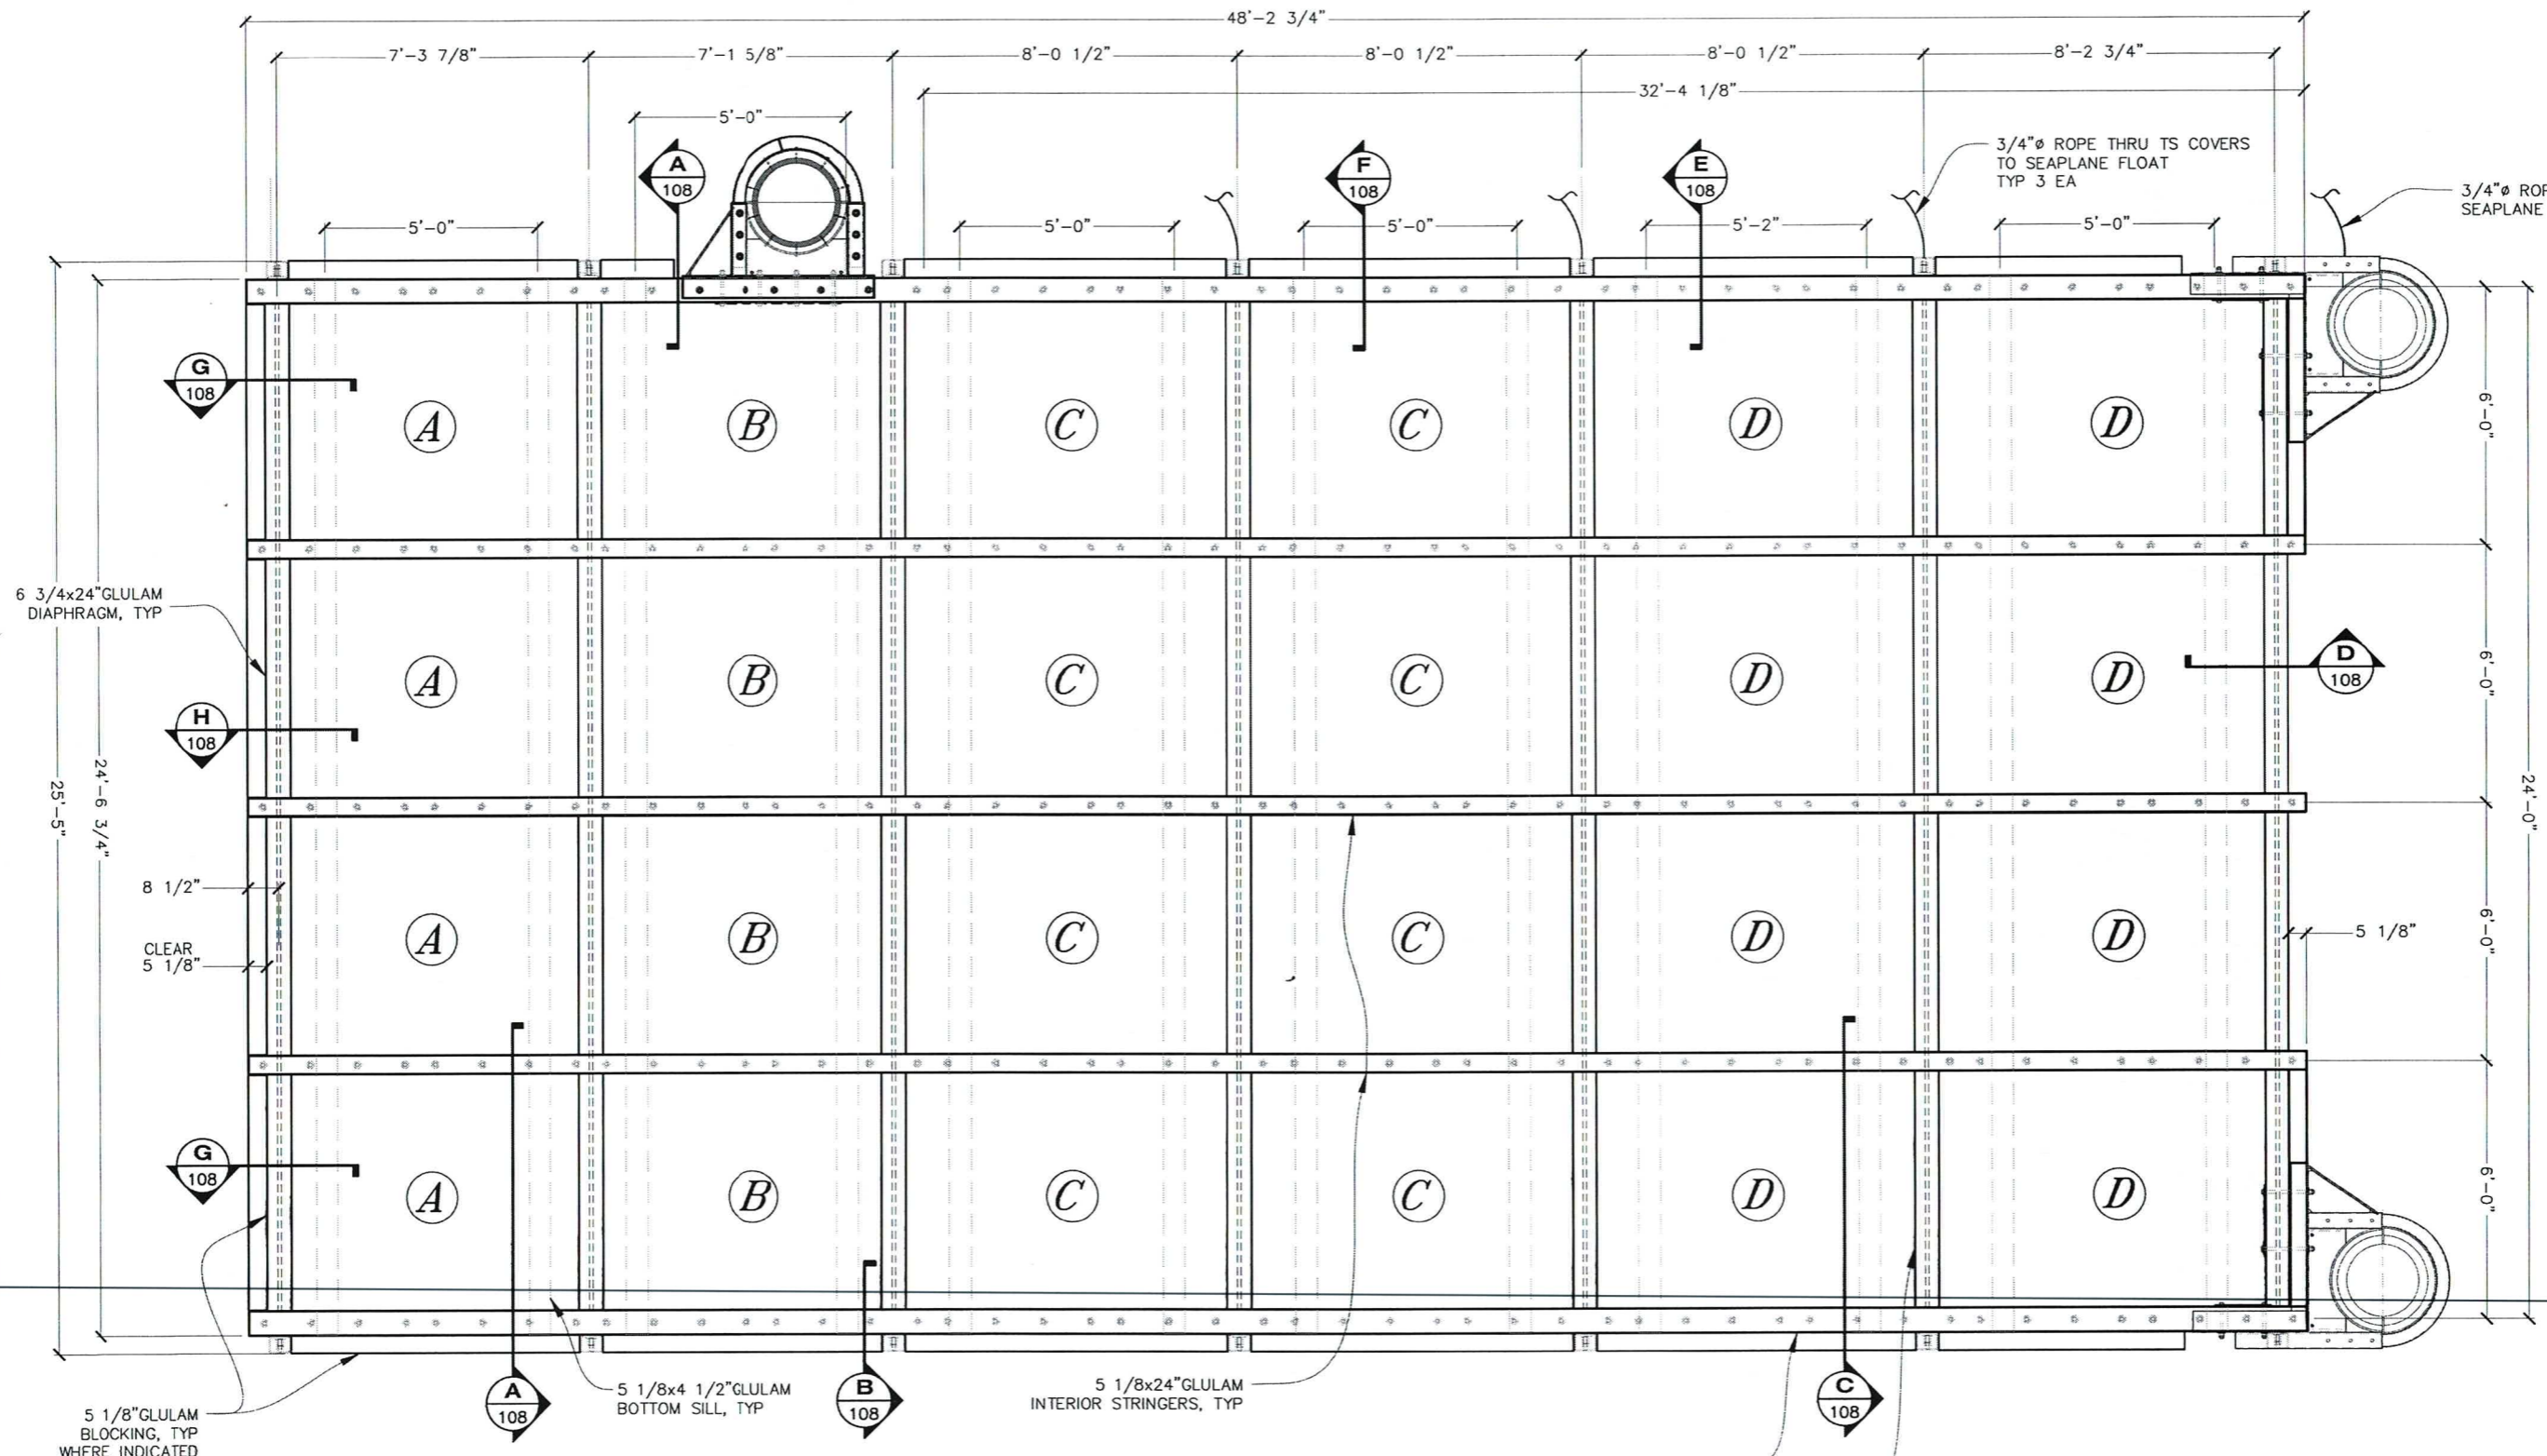 48'-2 3/4"
7'-3 7/8"
7'-1 5/8"
8'-0 1/2"
8'-0 1/2"
8'-0 1/2"
8'-2 3/4"
32'-4 1/8"
5'-0"
A
108
F
108
E
108
3/4"ø ROPE THRU TS COVERS
TO SEAPLANE FLOAT
TYP 3 EA
3/4"ø
SEAPLANE
5'-0"
5'-0"
5'-0"
5'-2"
5'-0"
G
108
A
B
C
C
D
D
6'-0"
6 3/4x24"GLULAM
DIAPHRAGM, TYP
A
B
C
C
D
D
D
108
6'-0"
H
108
25'-5"
24'-6 3/4"
24'-0"
8 1/2"
CLEAR
5 1/8"
A
B
C
C
D
D
5 1/8"
6'-0"
G
108
A
B
C
C
D
D
6'-0"
A
108
5 1/8x4 1/2"GLULAM
BOTTOM SILL, TYP
B
108
5 1/8x24"GLULAM
INTERIOR STRINGERS, TYP
C
108
5 1/8"GLULAM
BLOCKING, TYP
WHERE INDICATED